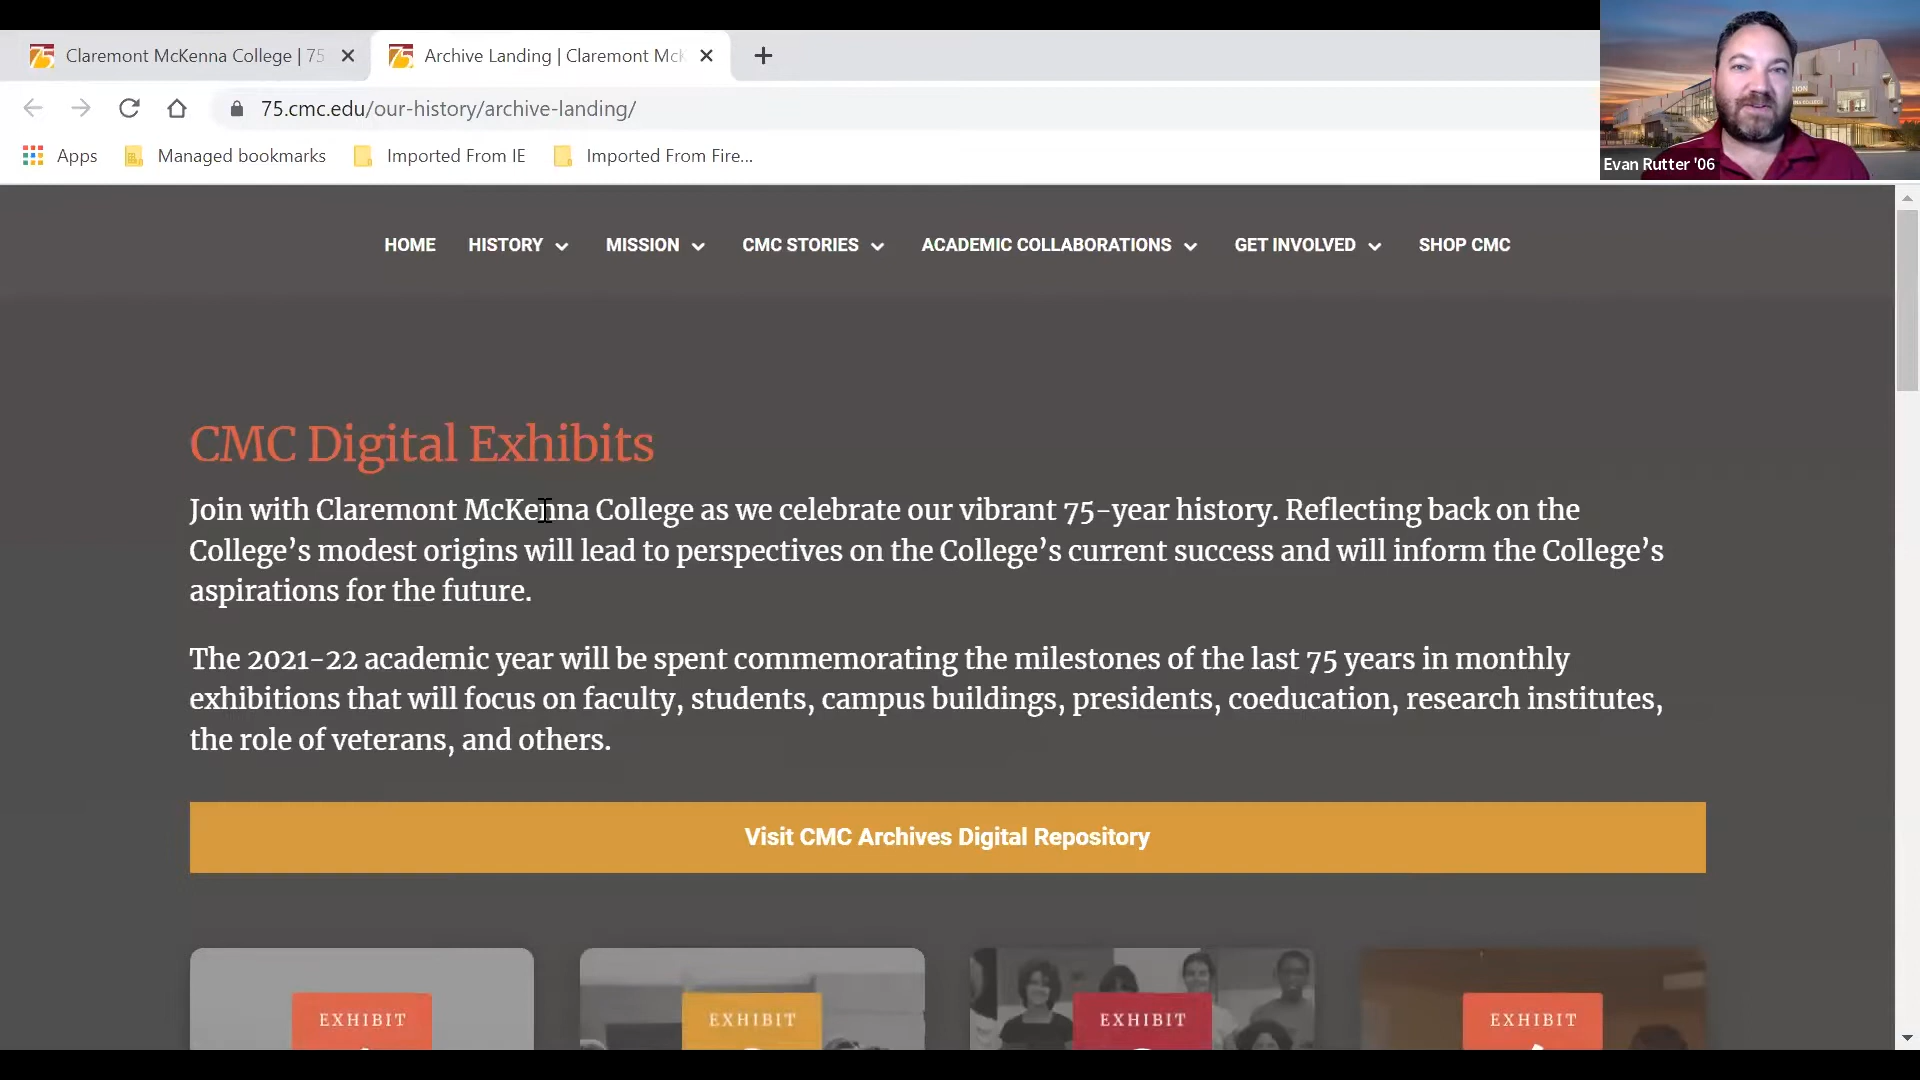 Claremont McKenna College | 75
Archive Landing | Claremont McK
75.cmc.edu/our-history/archive-landing/
Apps
Managed bookmarks
Imported From IE
Imported From Fire...
Evan Rutter '06
HOME
HISTORY
MISSION
CMC STORIES
ACADEMIC COLLABORATIONS
GET INVOLVED
SHOP CMC
CMC Digital Exhibits
Join with Claremont McKenna College as we celebrate our vibrant 75-year history. Reflecting back on the
College’s modest origins will lead to perspectives on the College’s current success and will inform the College’s
aspirations for the future.
The 2021-22 academic year will be spent commemorating the milestones of the last 75 years in monthly
exhibitions that will focus on faculty, students, campus buildings, presidents, coeducation, research institutes,
the role of veterans, and others.
Visit CMC Archives Digital Repository
EXHIBIT
EXHIBIT
EXHIBIT
EXHIBIT